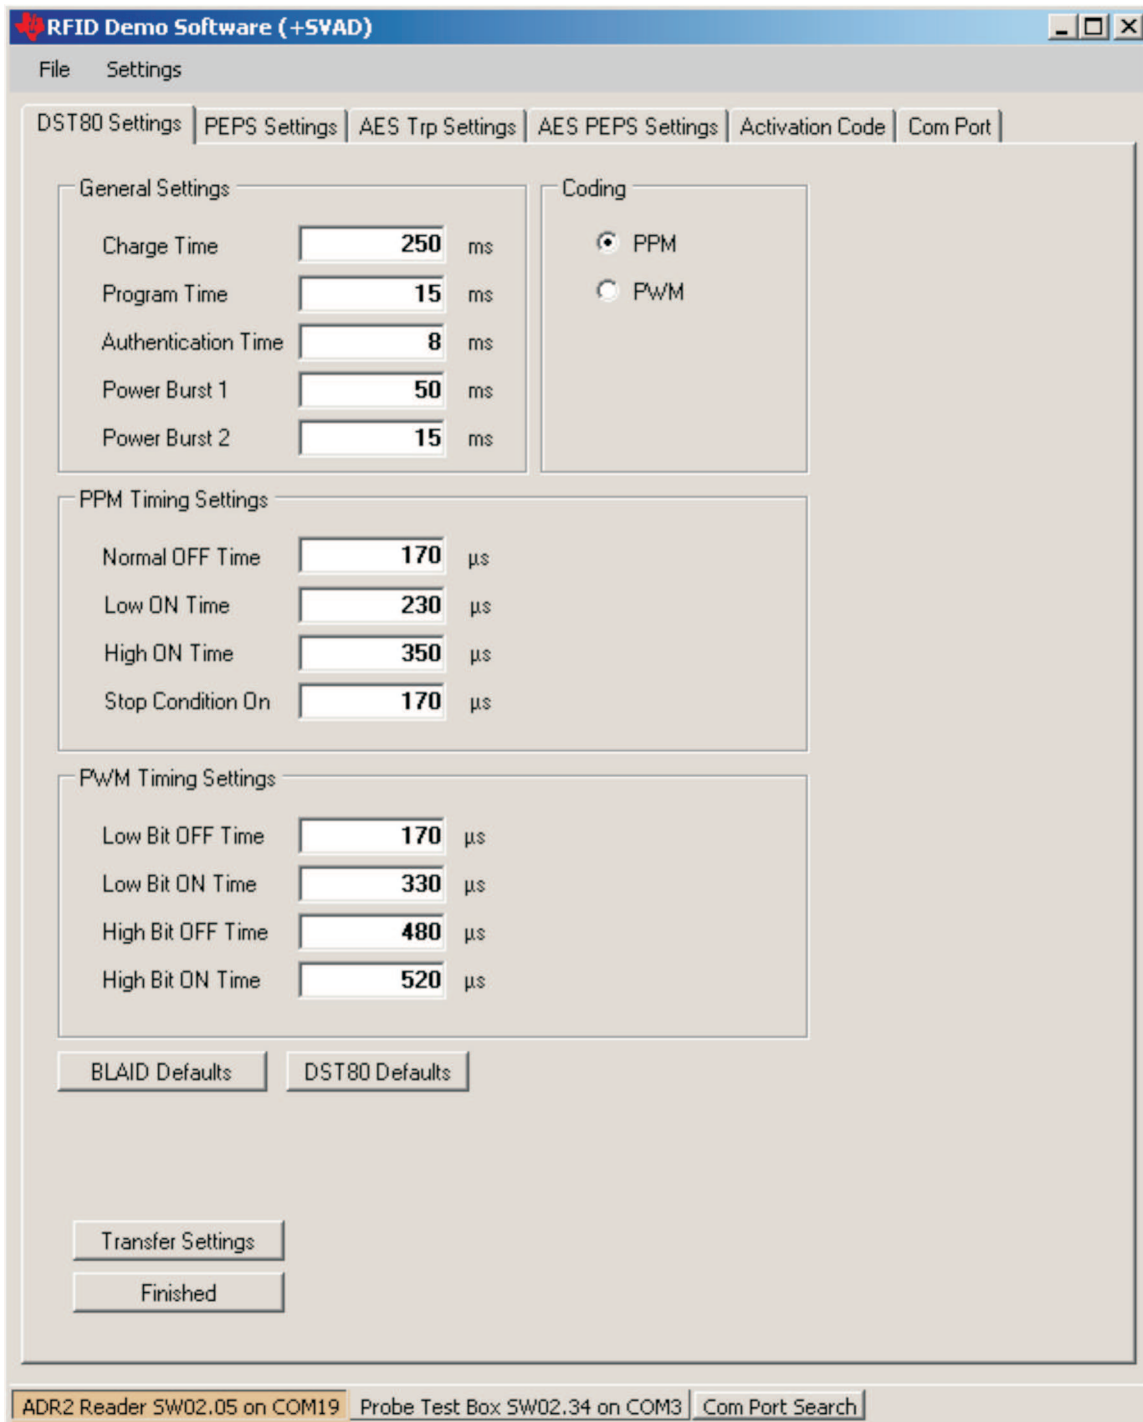 RFID Demo Software (+SVAD)
File Settings
DST80 Settings PEPS Settings AES Trp Settings AES PEPS Settings Activation Code Com Port
General Settings
Charge Time 250 ms
Program Time 15 ms
Authentication Time 8 ms
Power Burst 1 50 ms
Power Burst 2 15 ms
Coding
PPM
PWM
PPM Timing Settings
Normal OFF Time 170 µs
Low ON Time 230 µs
High ON Time 350 µs
Stop Condition On 170 µs
PWM Timing Settings
Low Bit OFF Time 170 µs
Low Bit ON Time 330 µs
High Bit OFF Time 480 µs
High Bit ON Time 520 µs
BLAID Defaults DST80 Defaults
Transfer Settings
Finished
ADR2 Reader SW02.05 on COM19 Probe Test Box SW02.34 on COM3 Com Port Search